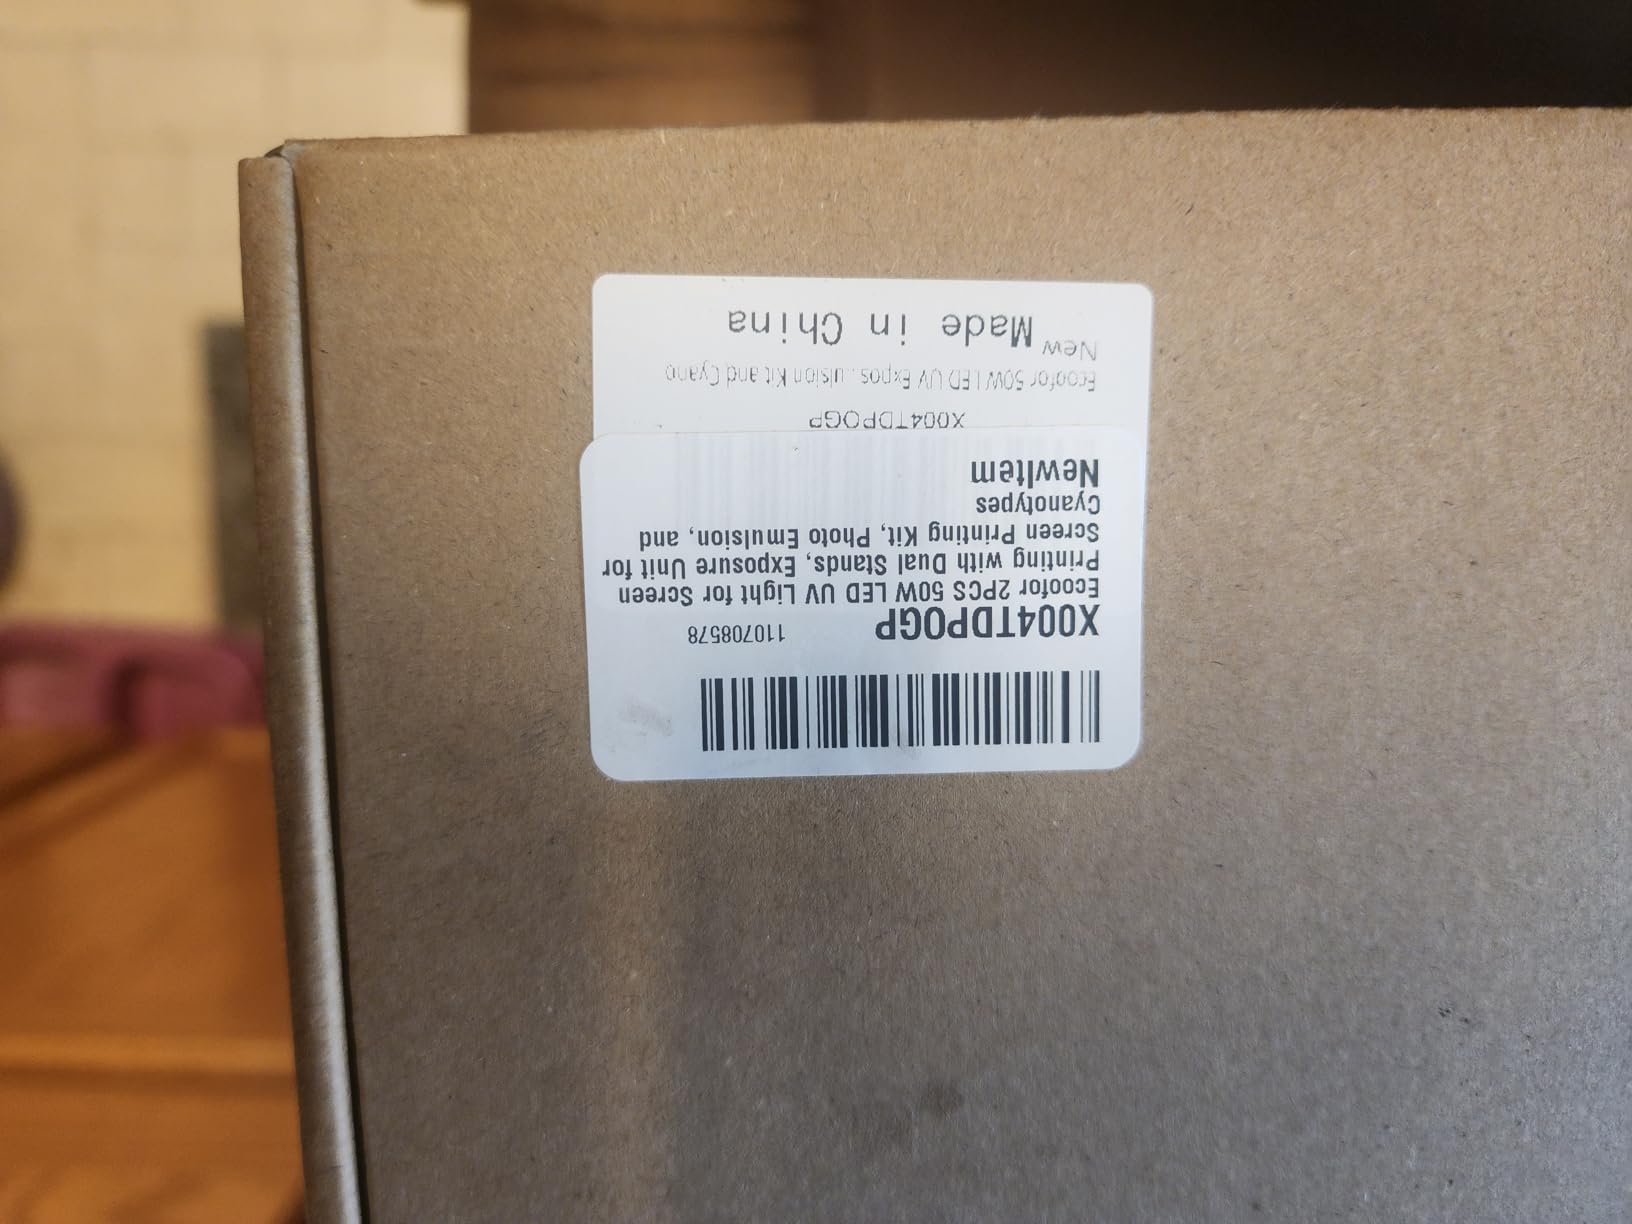 X004TDPOGP 110708578
Ecoofor 2PCS 50W LED UV Light for Screen
Printing with Dual Stands, Exposure Unit for
Screen Printing Kit, Photo Emulsion, and
Cyanotypes
NewItem
X004TDPOGP
Ecoofor 50W LED UV Expos...ulsion Kit and Cyano
New
Made in China